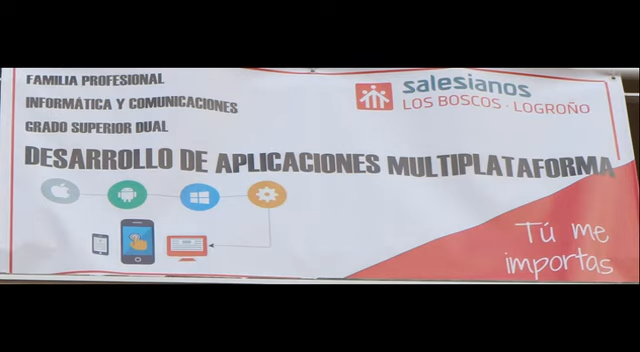 FAMILIA PROFESIONAL
INFORMÁTICA Y COMUNICACIONES
GRADO SUPERIOR DUAL
salesianos
LOS BOSCOS · LOGROÑO
DESARROLLO DE APLICACIONES MULTIPLATAFORMA
Tú me
importas